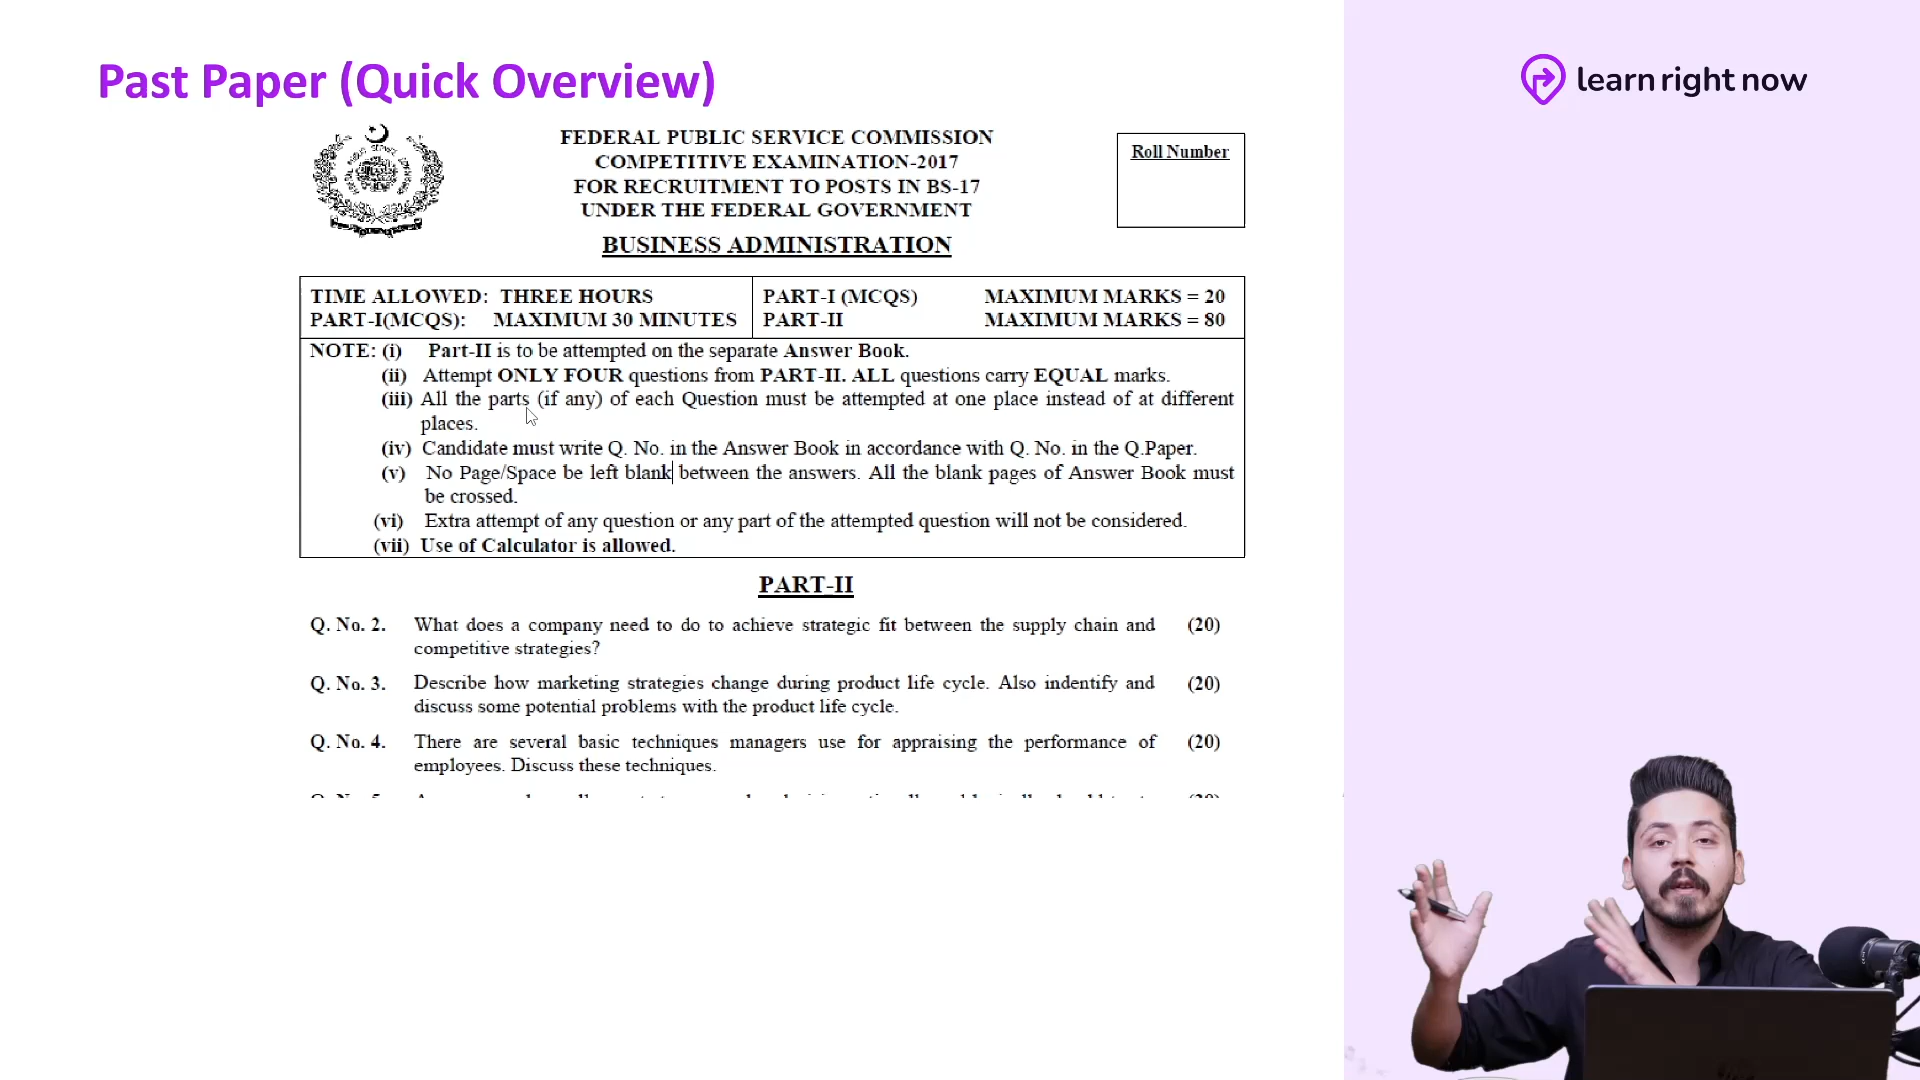 Past Paper (Quick Overview)
learn right now
FEDERAL PUBLIC SERVICE COMMISSION
COMPETITIVE EXAMINATION-2017
FOR RECRUITMENT TO POSTS IN BS-17
UNDER THE FEDERAL GOVERNMENT
Roll Number
BUSINESS ADMINISTRATION
TIME ALLOWED: THREE HOURS PART-I (MCQS) MAXIMUM MARKS = 20
PART-I(MCQS): MAXIMUM 30 MINUTES PART-II MAXIMUM MARKS = 80
NOTE: (i) Part-II is to be attempted on the separate Answer Book.
(ii) Attempt ONLY FOUR questions from PART-II. ALL questions carry EQUAL marks.
(iii) All the parts (if any) of each Question must be attempted at one place instead of at different
places.
(iv) Candidate must write Q. No. in the Answer Book in accordance with Q. No. in the Q.Paper.
(v) No Page/Space be left blank between the answers. All the blank pages of Answer Book must
be crossed.
(vi) Extra attempt of any question or any part of the attempted question will not be considered.
(vii) Use of Calculator is allowed.
PART-II
Q. No. 2. What does a company need to do to achieve strategic fit between the supply chain and (20)
competitive strategies?
Q. No. 3. Describe how marketing strategies change during product life cycle. Also indentify and (20)
discuss some potential problems with the product life cycle.
Q. No. 4. There are several basic techniques managers use for appraising the performance of (20)
employees. Discuss these techniques.